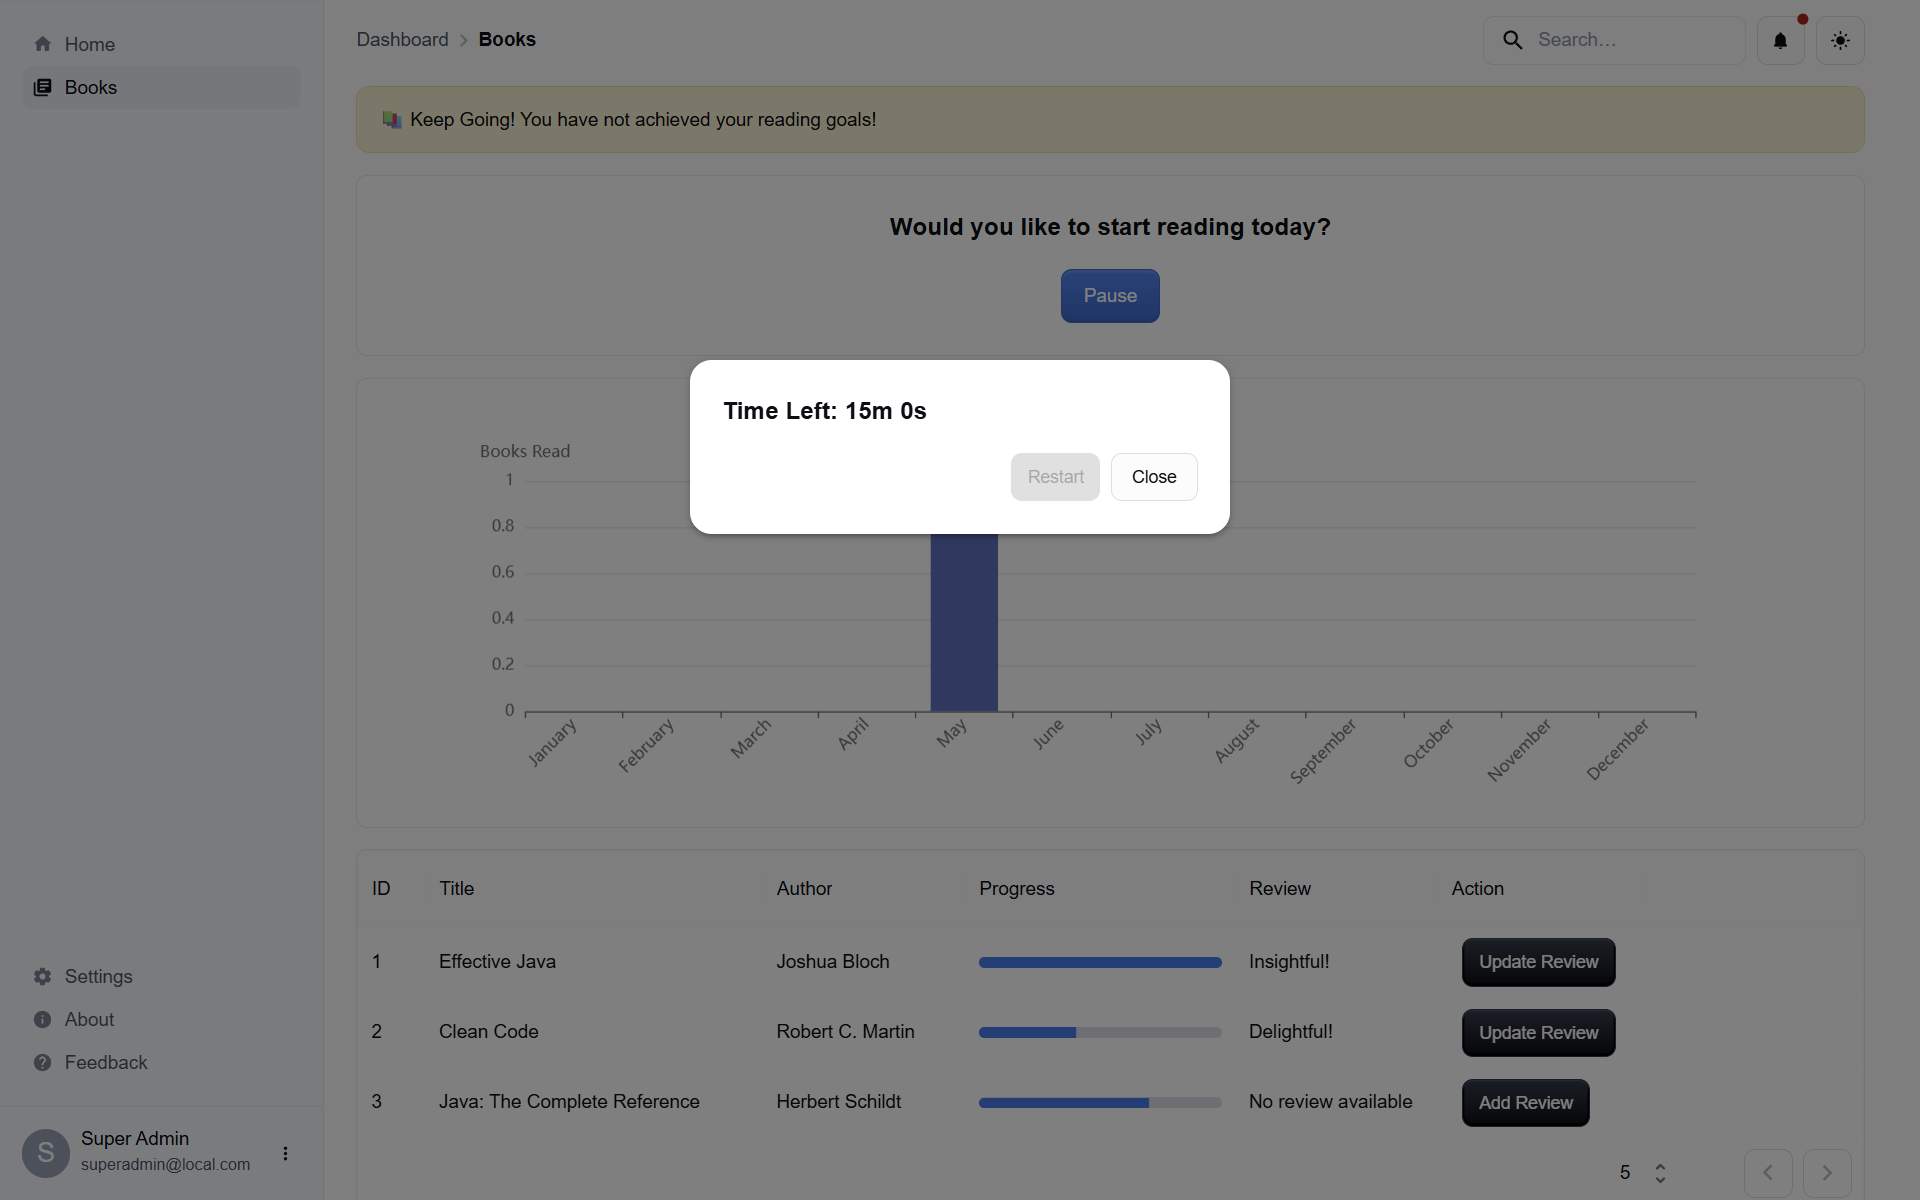 Home
Books
Settings
About
Feedback
S
Super Admin
superadmin@local.com
Dashboard
Books
Search…
Keep Going! You have not achieved your reading goals!
Would you like to start reading today?
Pause
Time Left: 15m 0s
Restart
Close
Books Read
1
0.8
0.6
0.4
0.2
0
January
February
March
April
May
June
July
August
September
October
November
December
ID Title Author Progress Review Action
1 Effective Java Joshua Bloch Insightful! Update Review
2 Clean Code Robert C. Martin Delightful! Update Review
3 Java: The Complete Reference Herbert Schildt No review available Add Review
5